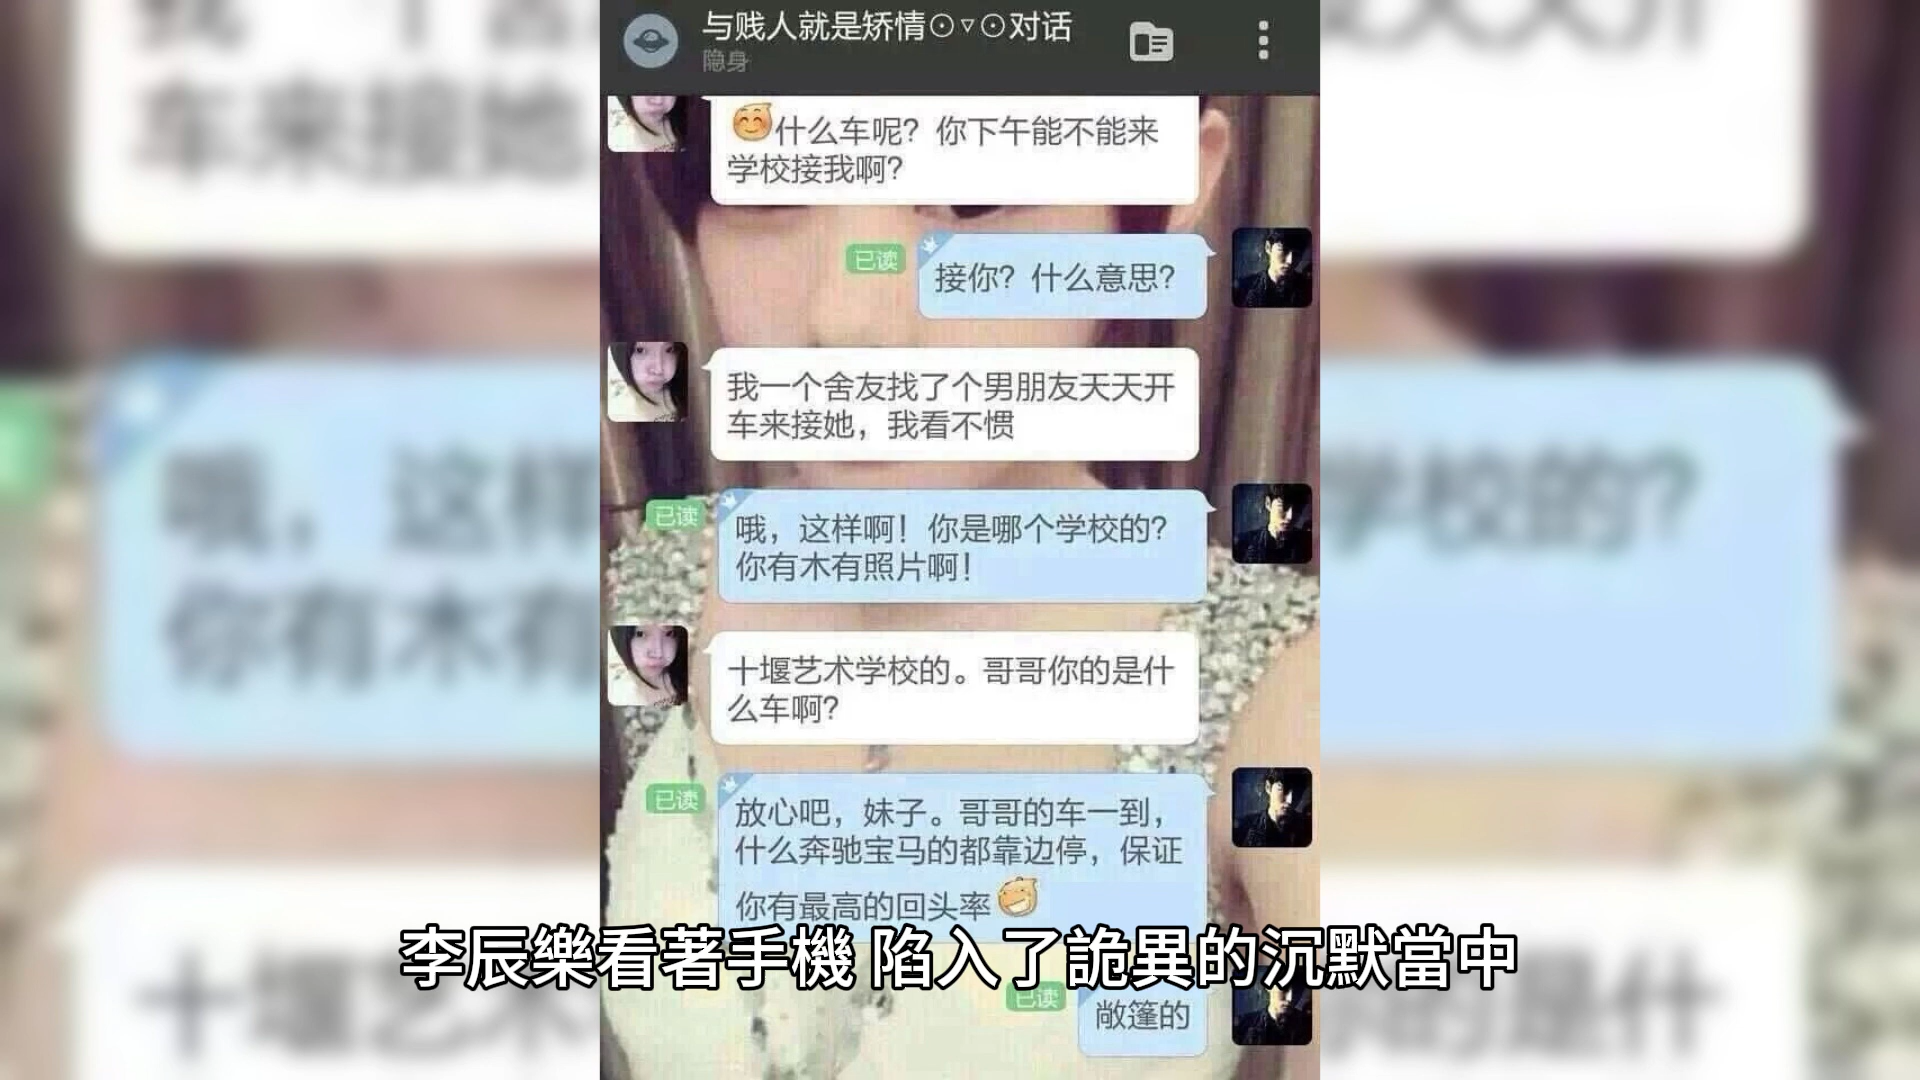 与贱人就是矫情⊙▿⊙对话
隐身
什么车呢？你下午能不能来
学校接我啊？
已读
接你？什么意思？
我一个舍友找了个男朋友天天开
车来接她，我看不惯
已读
哦，这样啊！你是哪个学校的？
你有木有照片啊！
十堰艺术学校的。哥哥你的是什
么车啊？
已读
放心吧，妹子。哥哥的车一到，
什么奔驰宝马的都靠边停，保证
你有最高的回头率
李辰樂看著手機 陷入了詭異的沉默當中
已读
敞篷的